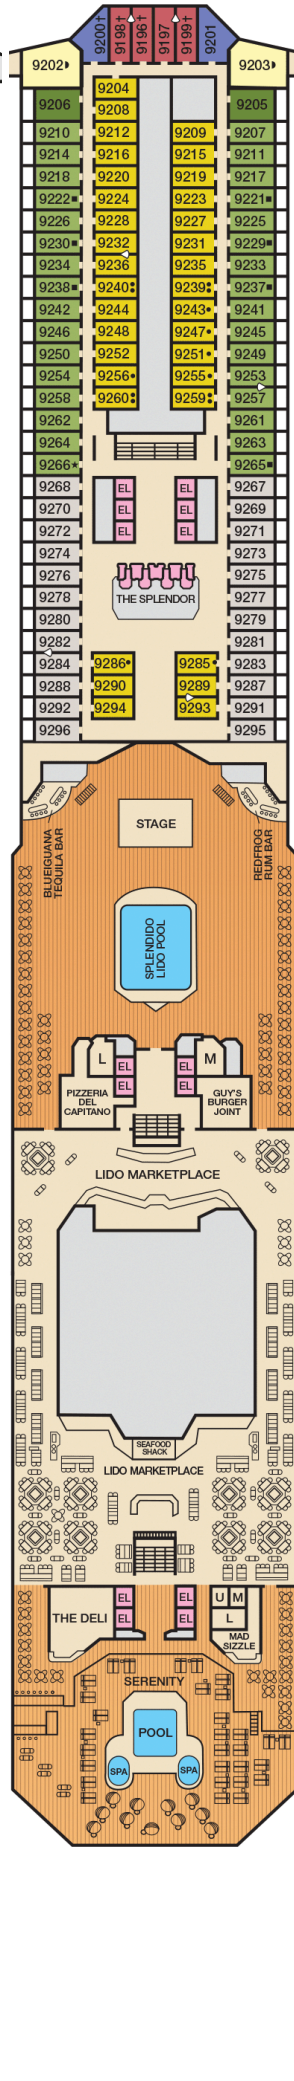 9200† 9198† 9196† 9197 9199† 9201
9202 9203
9204
9206 9208 9205
9210 9212 9209 9207
9214 9216 9215 9211
9218 9220 9219 9217
9222 9224 9223 9221
9226 9228 9227 9225
9230 9232 9231 9229
9234 9236 9235 9233
9238 9240 9239 9237
9242 9244 9243 9241
9246 9248 9247 9245
9250 9252 9251 9249
9254 9256 9255 9253
9258 9260 9259 9257
9262 9261
9264 9263
9266★ 9265
9268 EL EL 9267
9270 EL EL 9269
9272 EL EL 9271
9274 9273
9276 9275
9278 THE SPLENDOR 9277
9280 9279
9282 9281
9284 9286 9285 9283
9288 9290 9289 9287
9292 9294 9293 9291
9296 9295
STAGE
BLUEIGUANA
TEQUILA BAR
REDFROG
RUM BAR
SPLENDIDO
LIDO POOL
L EL EL M
EL EL
PIZZERIA
DEL
CAPITANO
GUY'S
BURGER
JOINT
LIDO MARKETPLACE
SEAFOOD
SHACK
LIDO MARKETPLACE
EL EL U M
THE DELI EL EL L
MAD
SIZZLE
SERENITY
POOL
SPA SPA